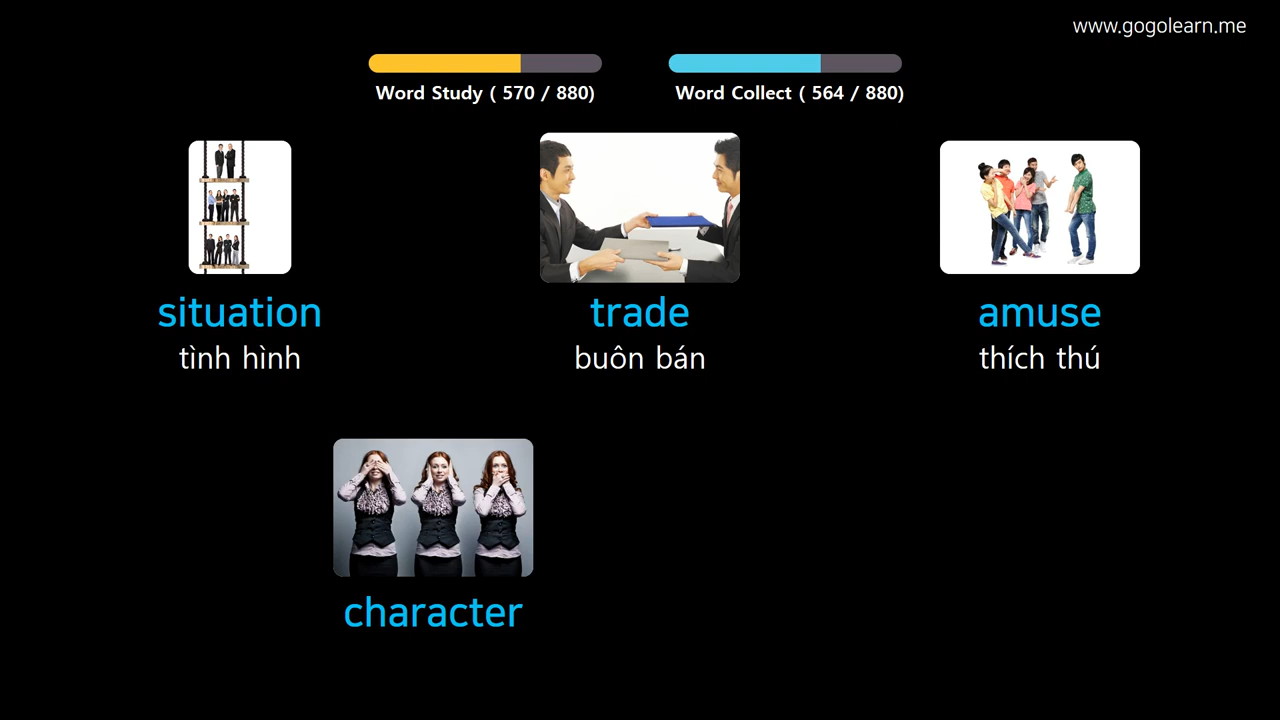 www.gogolearn.me
Word Study ( 570 / 880)
Word Collect ( 564 / 880)
situation
tình hình
trade
buôn bán
amuse
thích thú
character